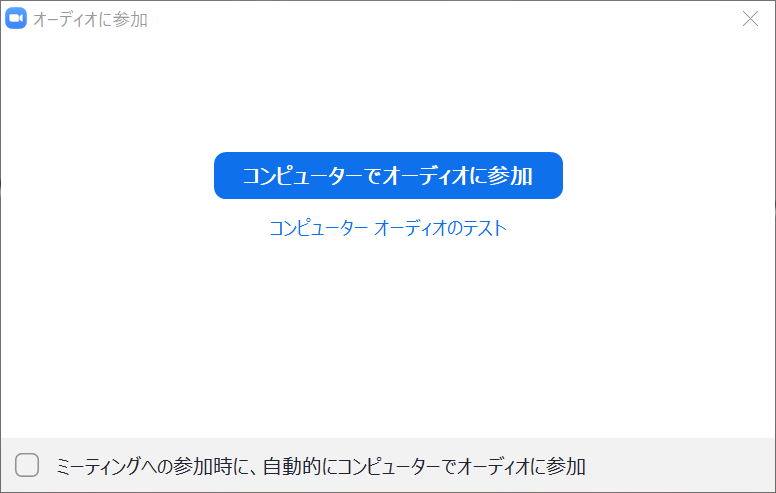 オーディオに参加
コンピューターでオーディオに参加
コンピューター オーディオのテスト
ミーティングへの参加時に、自動的にコンピューターでオーディオに参加